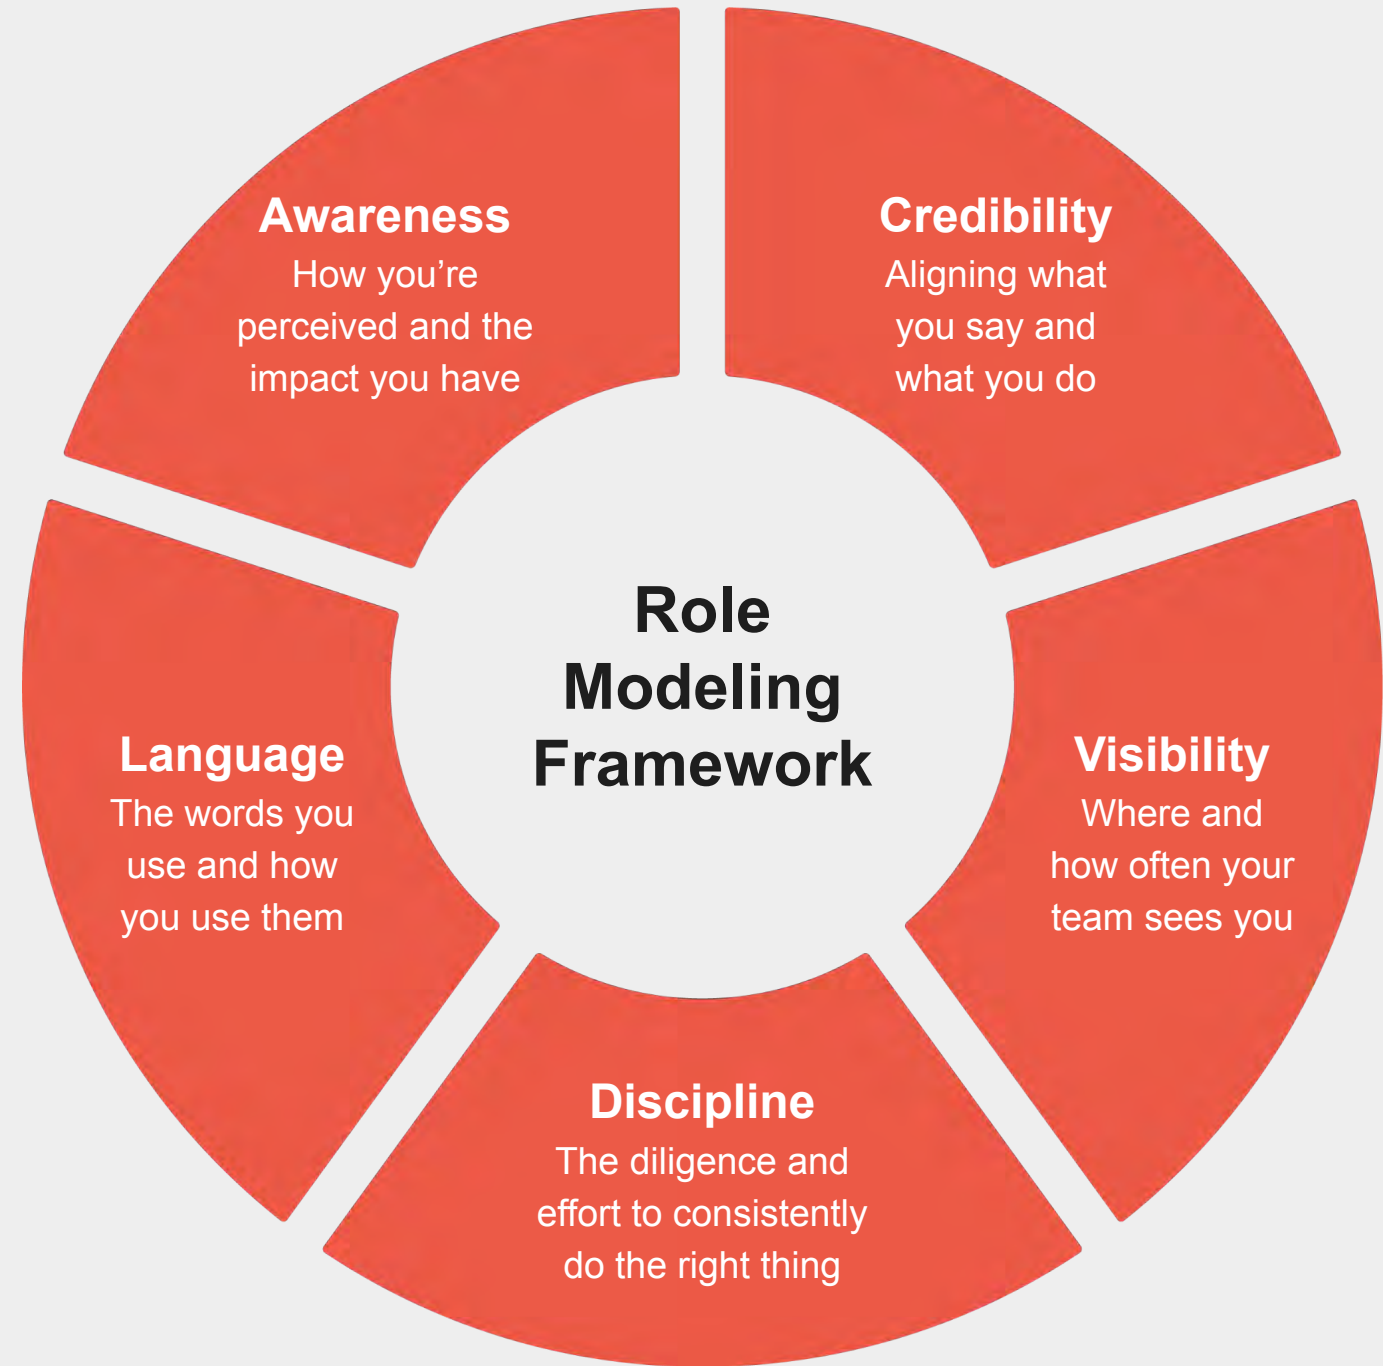 Awareness
How you’re
perceived and the
impact you have
Credibility
Aligning what
you say and
what you do
Role
Modeling
Framework
Language
The words you
use and how
you use them
Visibility
Where and
how often your
team sees you
Discipline
The diligence and
effort to consistently
do the right thing